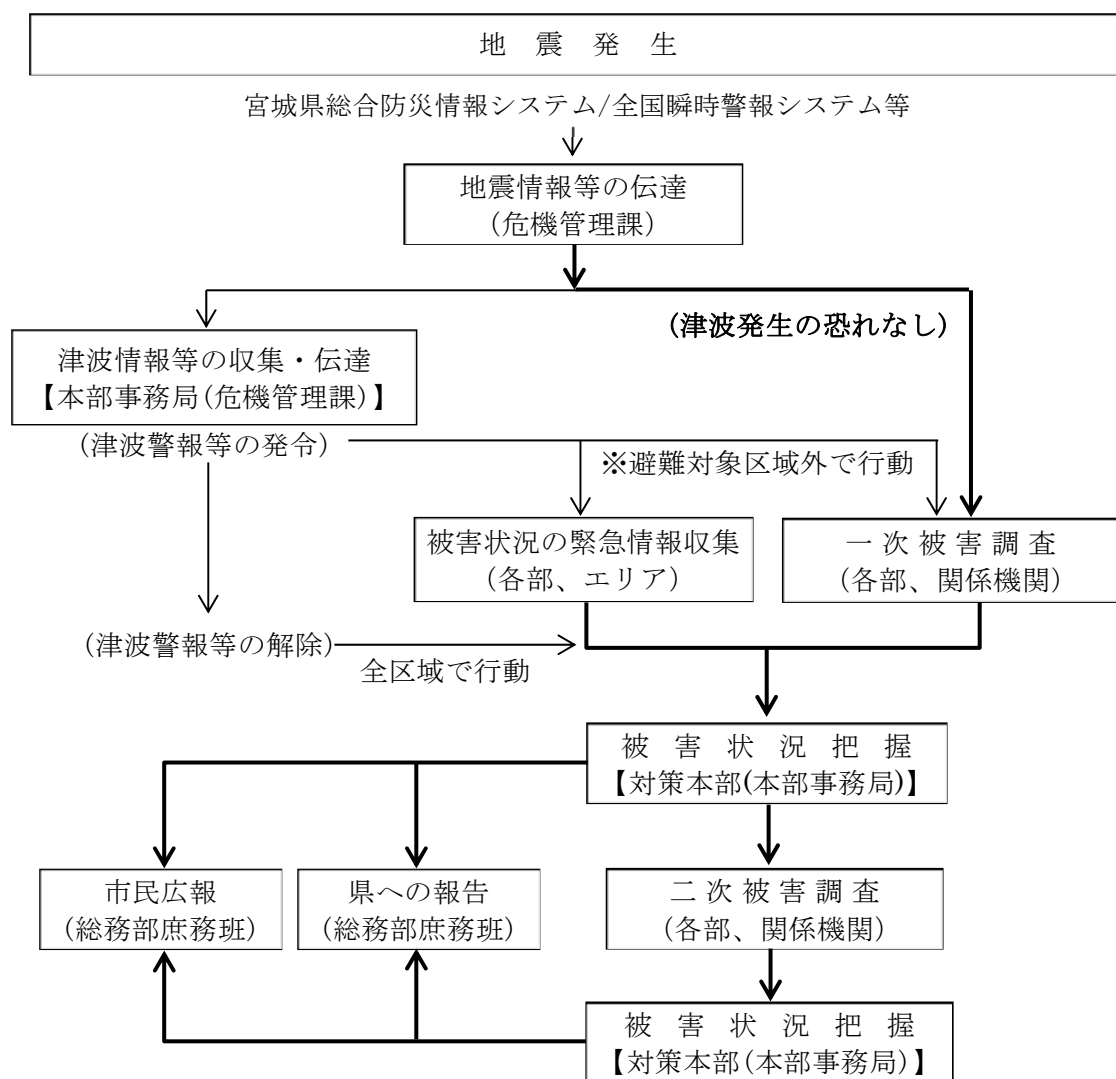 地　震　発　生
宮城県総合防災情報システム/全国瞬時警報システム等
地震情報等の伝達
(危機管理課)
(津波発生の恐れなし)
津波情報等の収集・伝達
【本部事務局(危機管理課)】
(津波警報等の発令)
※避難対象区域外で行動
被害状況の緊急情報収集
(各部、エリア)
一 次 被 害 調 査
(各部、関係機関)
(津波警報等の解除)
全区域で行動
被　害　状　況　把　握
【対策本部(本部事務局)】
市民広報
(総務部庶務班)
県への報告
(総務部庶務班)
二 次 被 害 調 査
(各部、関係機関)
被　害　状　況　把　握
【対策本部(本部事務局)】